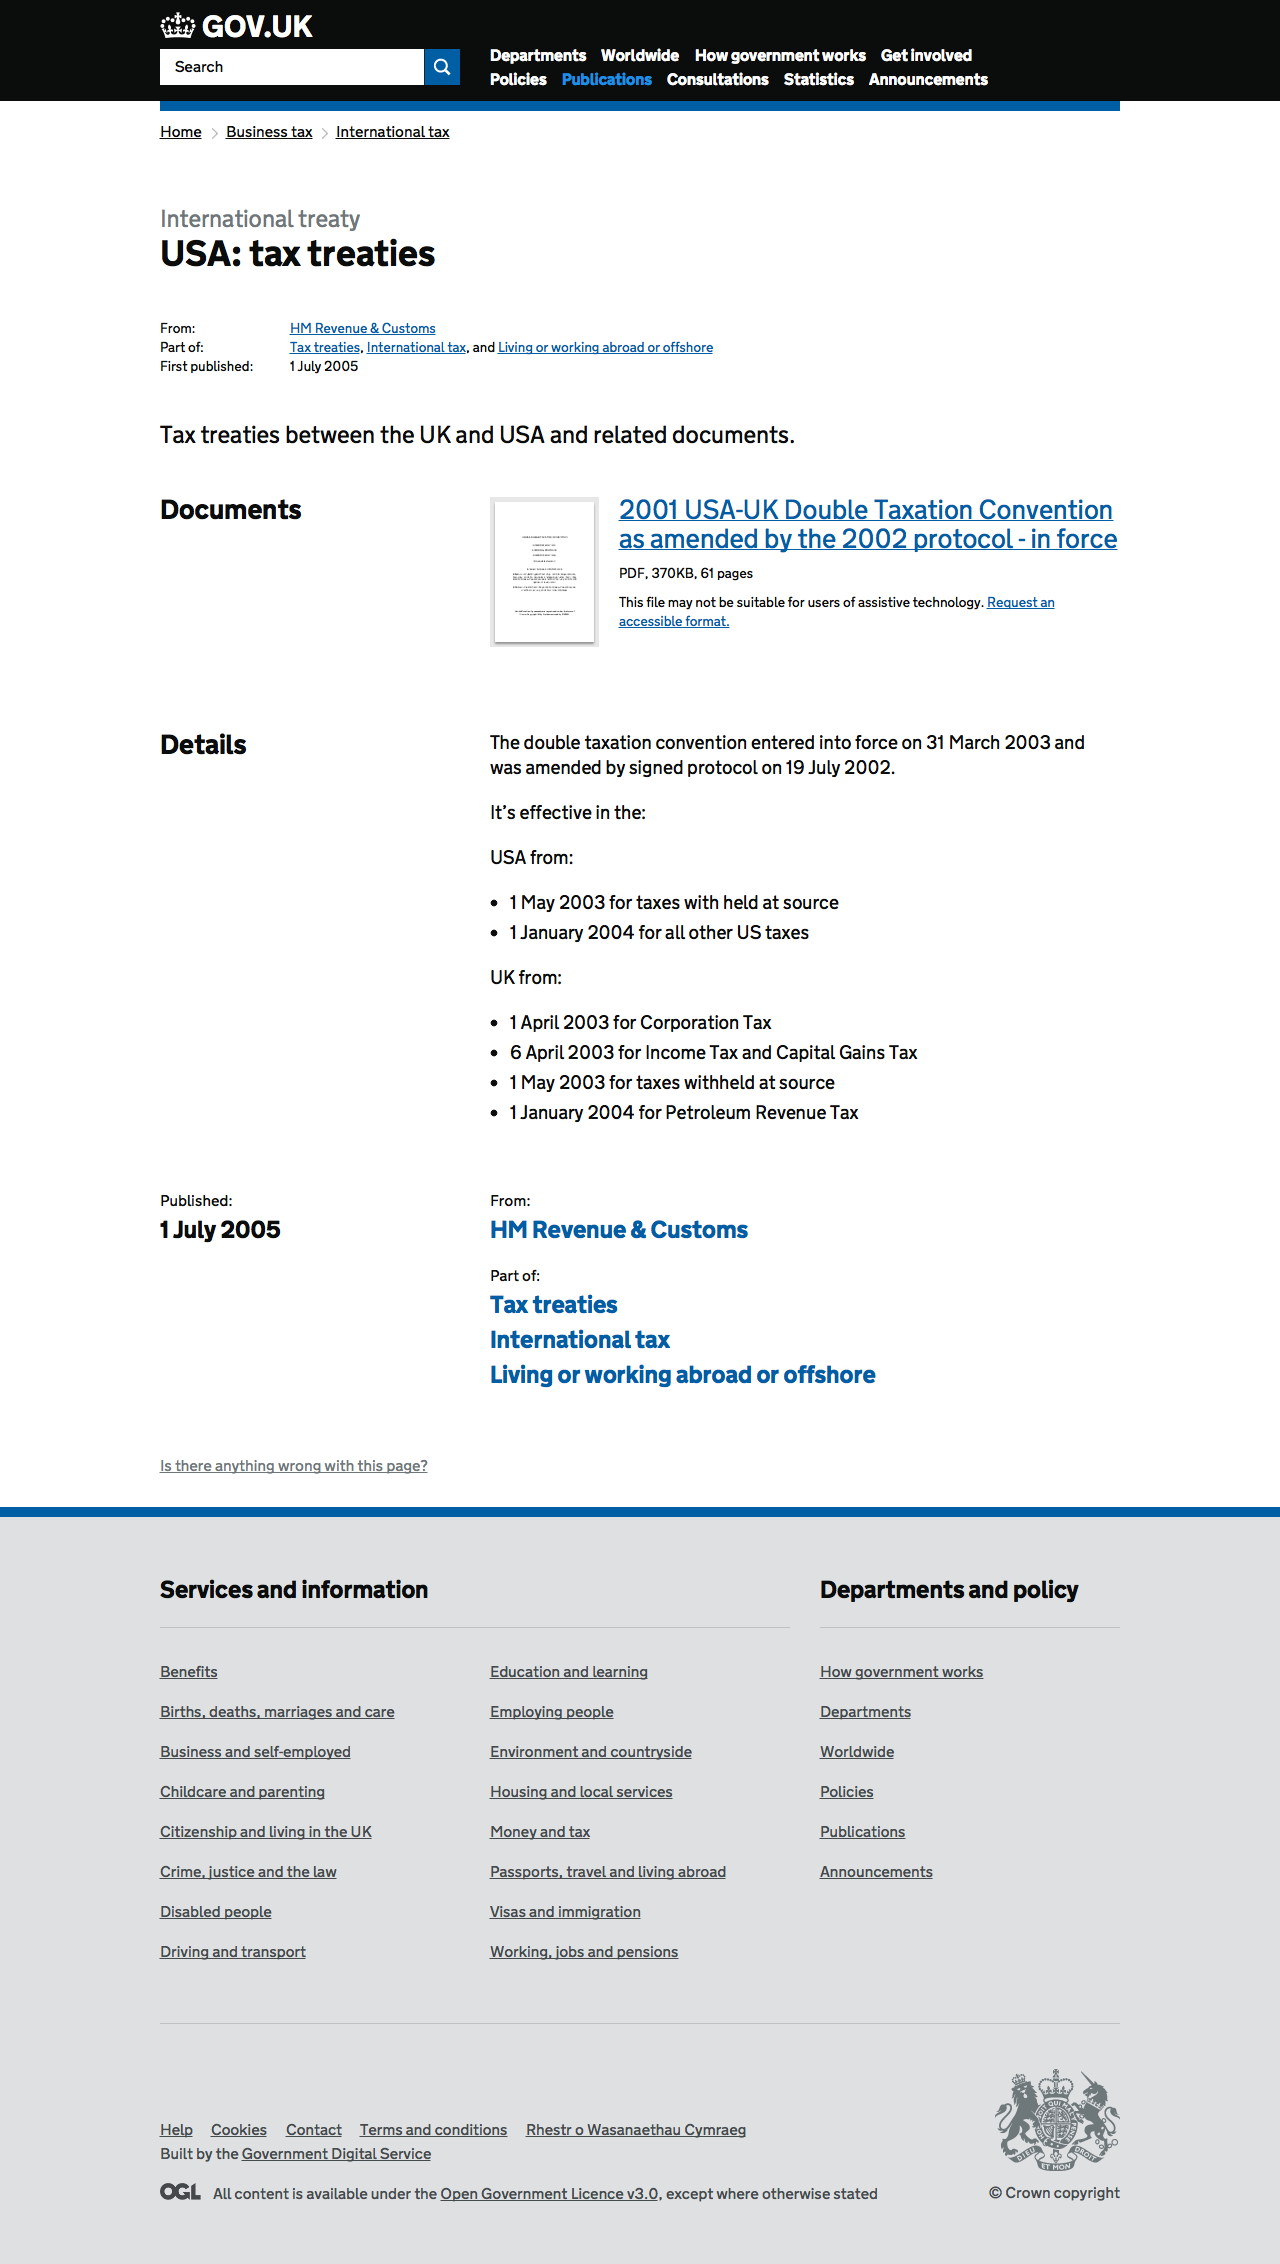 GOV.UK
Search
Departments Worldwide How government works Get involved
Policies Publications Consultations Statistics Announcements
Home Business tax International tax
International treaty
USA: tax treaties
From: HM Revenue & Customs
Part of: Tax treaties, International tax, and Living or working abroad or offshore
First published: 1 July 2005
Tax treaties between the UK and USA and related documents.
Documents
2001 USA-UK Double Taxation Convention
as amended by the 2002 protocol - in force
PDF, 370KB, 61 pages
This file may not be suitable for users of assistive technology. Request an
accessible format.
Details
The double taxation convention entered into force on 31 March 2003 and
was amended by signed protocol on 19 July 2002.
It’s effective in the:
USA from:
• 1 May 2003 for taxes with held at source
• 1 January 2004 for all other US taxes
UK from:
• 1 April 2003 for Corporation Tax
• 6 April 2003 for Income Tax and Capital Gains Tax
• 1 May 2003 for taxes withheld at source
• 1 January 2004 for Petroleum Revenue Tax
Published:
1 July 2005
From:
HM Revenue & Customs
Part of:
Tax treaties
International tax
Living or working abroad or offshore
Is there anything wrong with this page?
Services and information
Benefits
Births, deaths, marriages and care
Business and self-employed
Childcare and parenting
Citizenship and living in the UK
Crime, justice and the law
Disabled people
Driving and transport
Education and learning
Employing people
Environment and countryside
Housing and local services
Money and tax
Passports, travel and living abroad
Visas and immigration
Working, jobs and pensions
Departments and policy
How government works
Departments
Worldwide
Policies
Publications
Announcements
Help Cookies Contact Terms and conditions Rhestr o Wasanaethau Cymraeg
Built by the Government Digital Service
OGL All content is available under the Open Government Licence v3.0, except where otherwise stated
DIEU ET MON DROIT
© Crown copyright